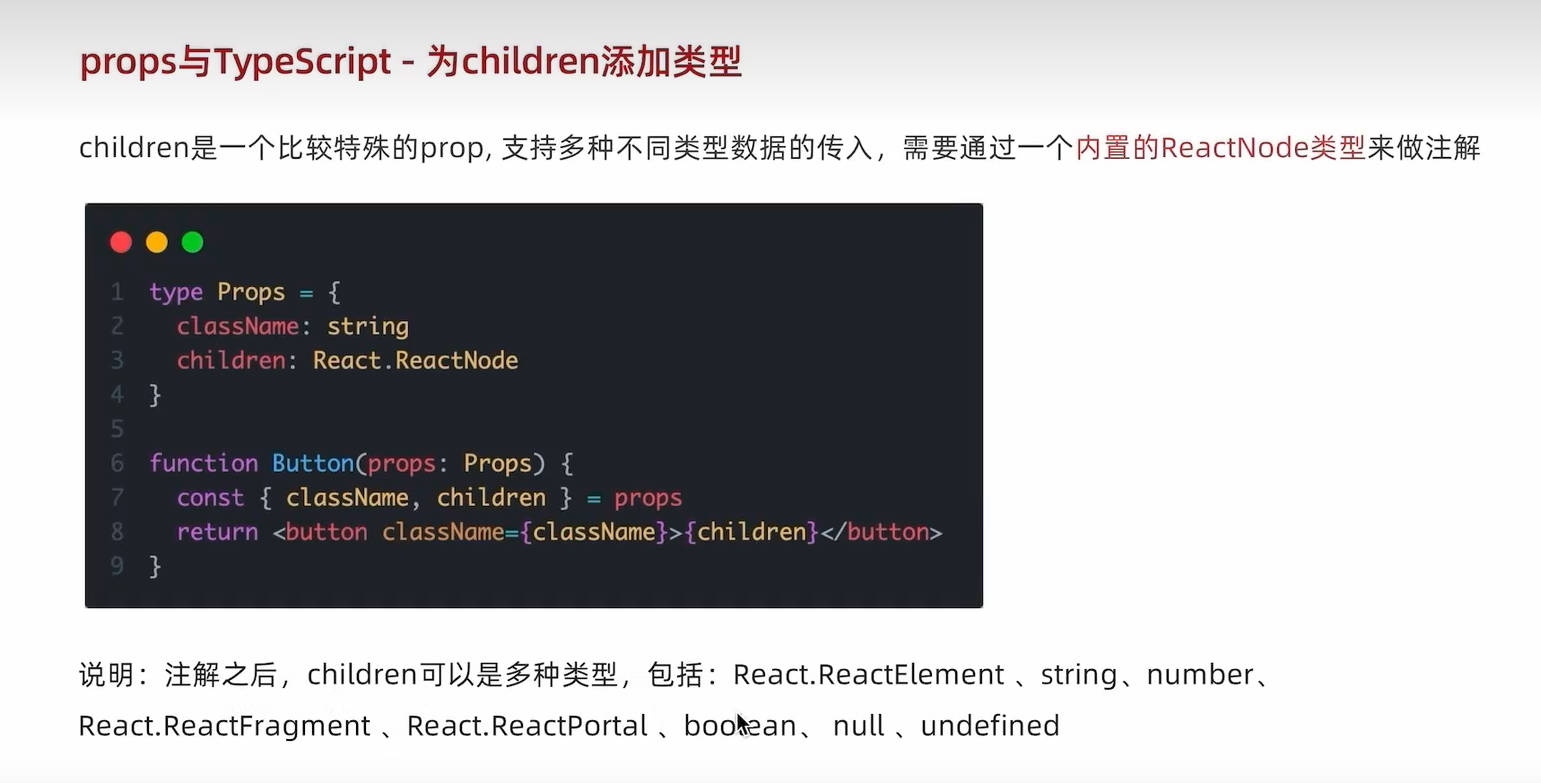 props与TypeScript - 为children添加类型
children是一个比较特殊的prop, 支持多种不同类型数据的传入，需要通过一个内置的ReactNode类型来做注解
1 type Props = {
2   className: string
3   children: React.ReactNode
4 }
5
6 function Button(props: Props) {
7   const { className, children } = props
8   return <button className={className}>{children}</button>
9 }
说明：注解之后，children可以是多种类型，包括：React.ReactElement 、string、number、
React.ReactFragment 、React.ReactPortal 、boolean、 null 、undefined